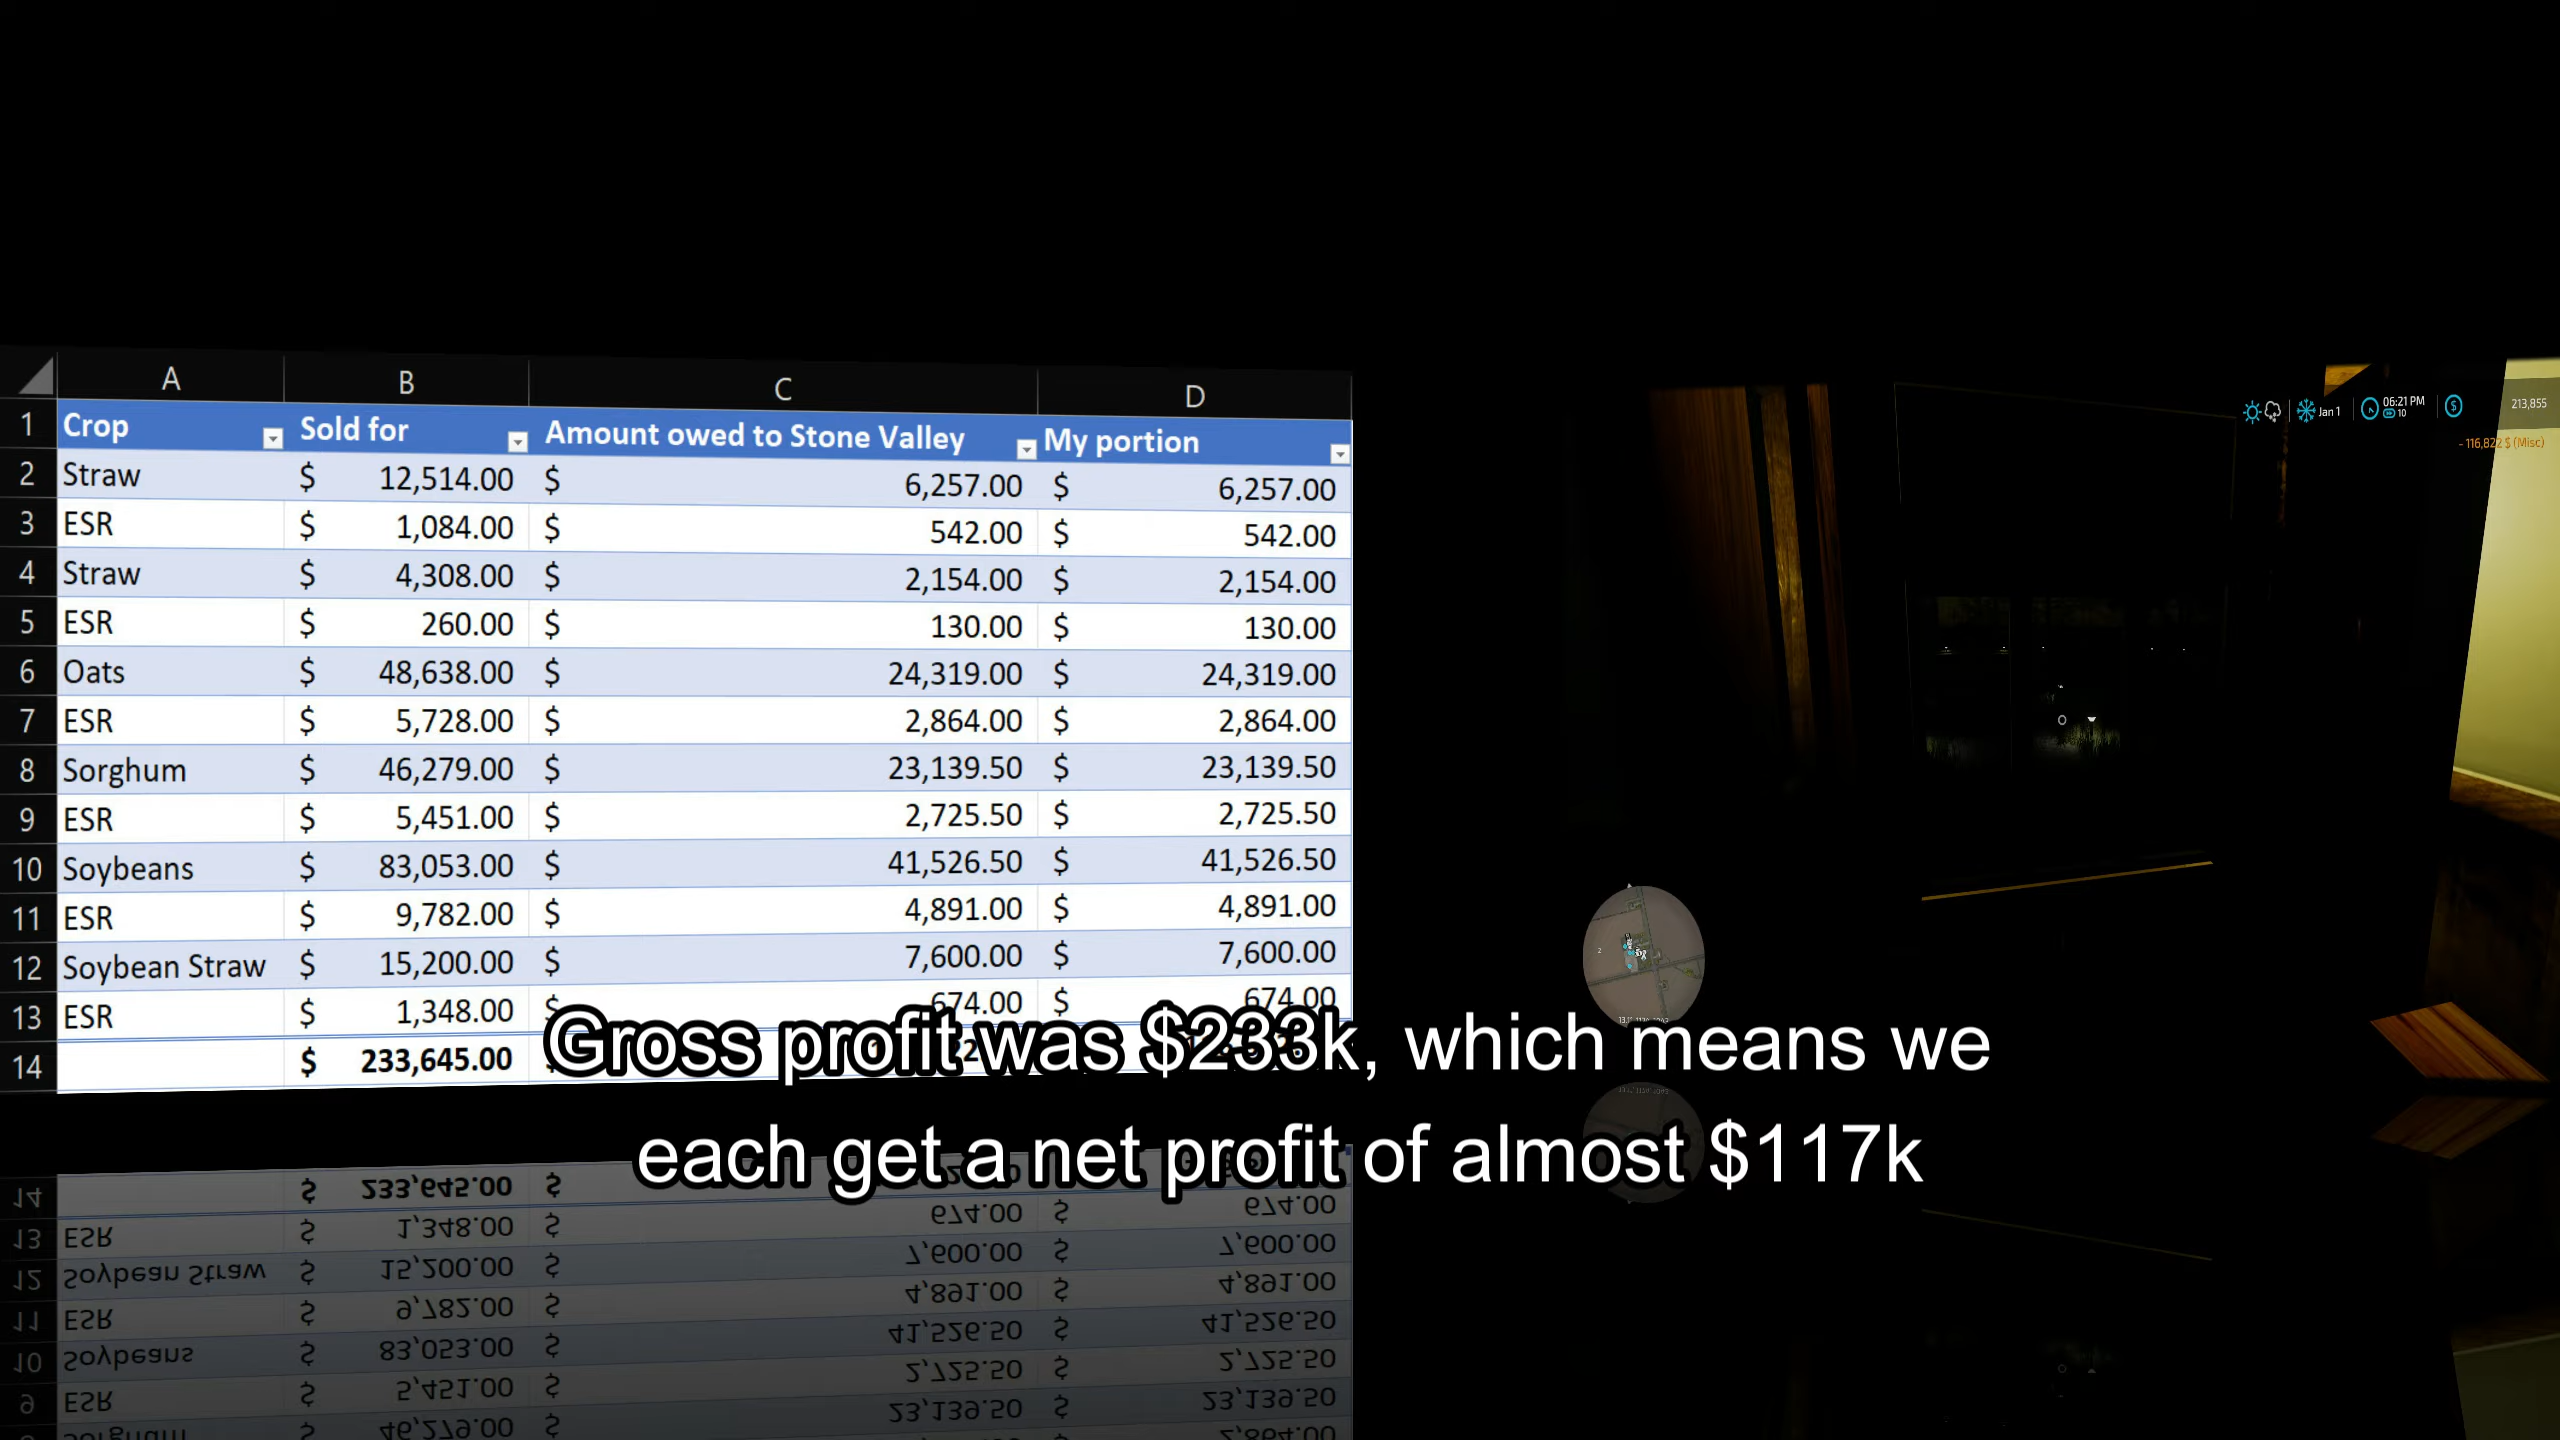 A B C D
1 Crop Sold for Amount owed to Stone Valley My portion
2 Straw $ 12,514.00 $ 6,257.00 $ 6,257.00
3 ESR $ 1,084.00 $ 542.00 $ 542.00
4 Straw $ 4,308.00 $ 2,154.00 $ 2,154.00
5 ESR $ 260.00 $ 130.00 $ 130.00
6 Oats $ 48,638.00 $ 24,319.00 $ 24,319.00
7 ESR $ 5,728.00 $ 2,864.00 $ 2,864.00
8 Sorghum $ 46,279.00 $ 23,139.50 $ 23,139.50
9 ESR $ 5,451.00 $ 2,725.50 $ 2,725.50
10 Soybeans $ 83,053.00 $ 41,526.50 $ 41,526.50
11 ESR $ 9,782.00 $ 4,891.00 $ 4,891.00
12 Soybean Straw $ 15,200.00 $ 7,600.00 $ 7,600.00
13 ESR $ 1,348.00 $ 674.00 $ 674.00
14 $ 233,645.00
Jan 1 06:21 PM 10 $ 213,855
- 116,822 $ (Misc)
2
Gross profit was $233k, which means we
each get a net profit of almost $117k